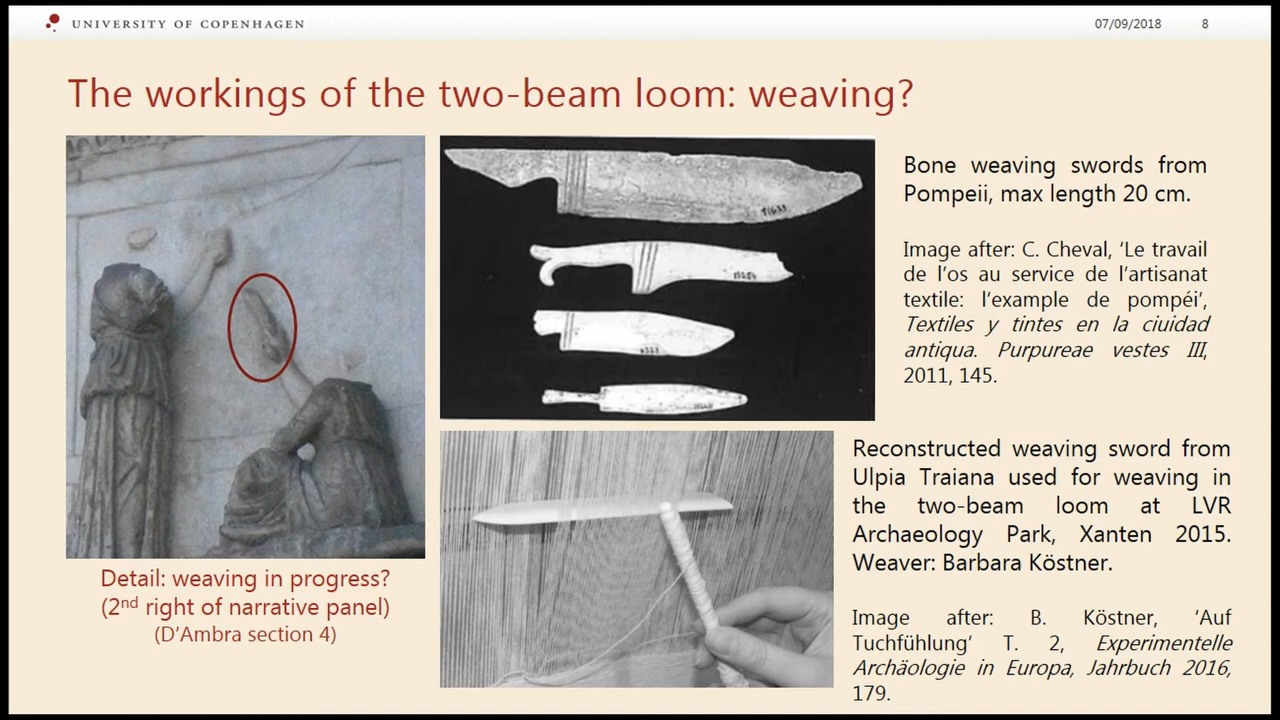 UNIVERSITY OF COPENHAGEN
07/09/2018 8
The workings of the two-beam loom: weaving?
Bone weaving swords from
Pompeii, max length 20 cm.
Image after: C. Cheval, ‘Le travail
de l’os au service de l’artisanat
textile: l’example de pompéi’,
Textiles y tintes en la ciuidad
antiqua. Purpureae vestes III,
2011, 145.
Detail: weaving in progress?
(2nd right of narrative panel)
(D’Ambra section 4)
Reconstructed weaving sword from
Ulpia Traiana used for weaving in
the two-beam loom at LVR
Archaeology Park, Xanten 2015.
Weaver: Barbara Köstner.
Image after: B. Köstner, ‘Auf
Tuchfühlung’ T. 2, Experimentelle
Archäologie in Europa, Jahrbuch 2016,
179.